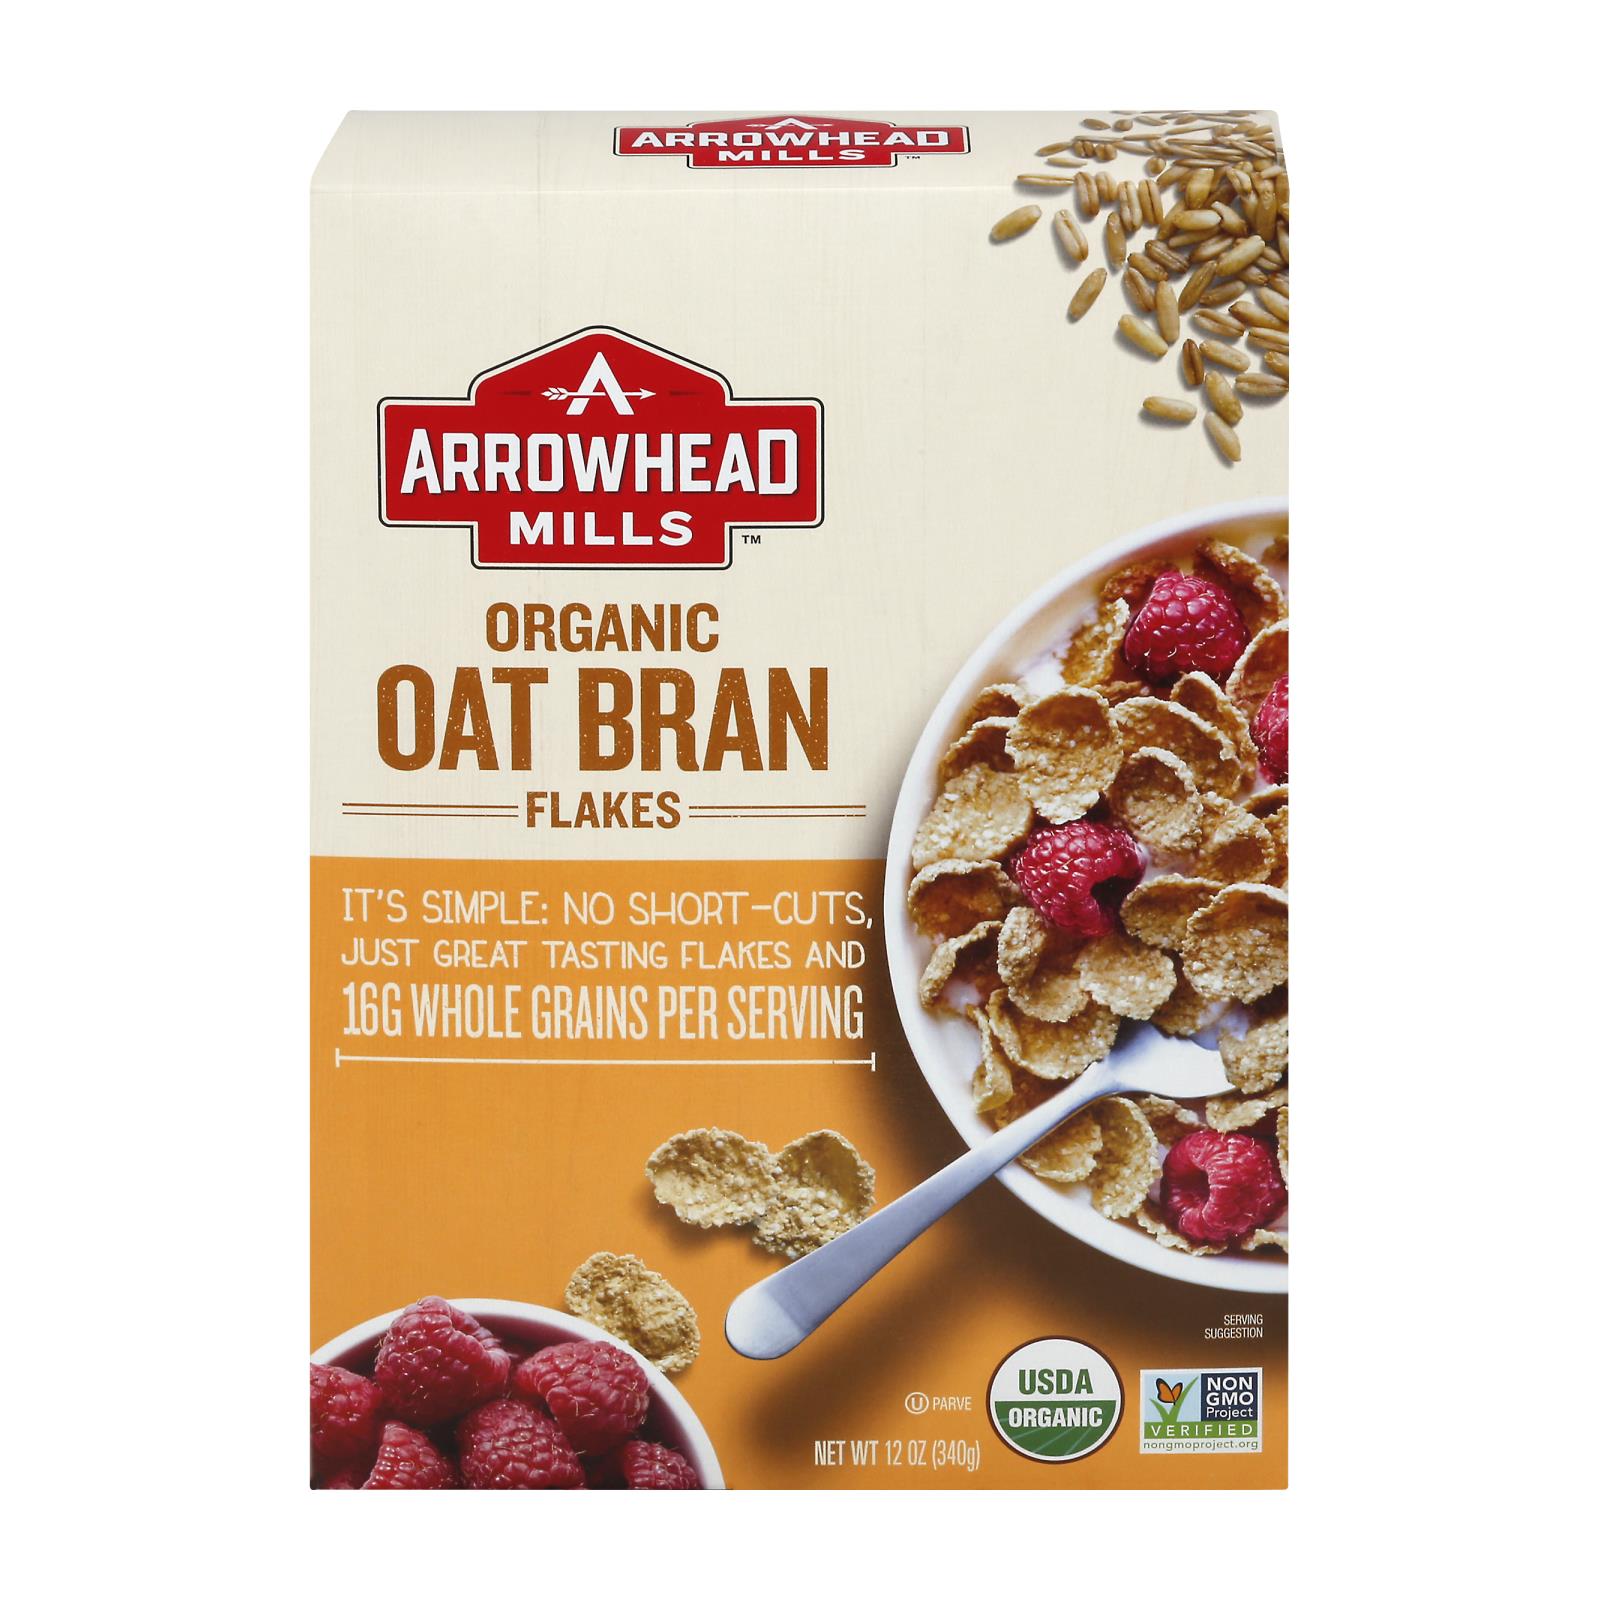 ARROWHEAD
MILLS ™
A
ARROWHEAD
MILLS ™
ORGANIC
OAT BRAN
FLAKES
IT'S SIMPLE: NO SHORT-CUTS,
JUST GREAT TASTING FLAKES AND
16G WHOLE GRAINS PER SERVING
SERVING
SUGGESTION
U PARVE
NET WT 12 OZ (340g)
USDA
ORGANIC
NON
GMO
Project
VERIFIED
nongmoproject.org